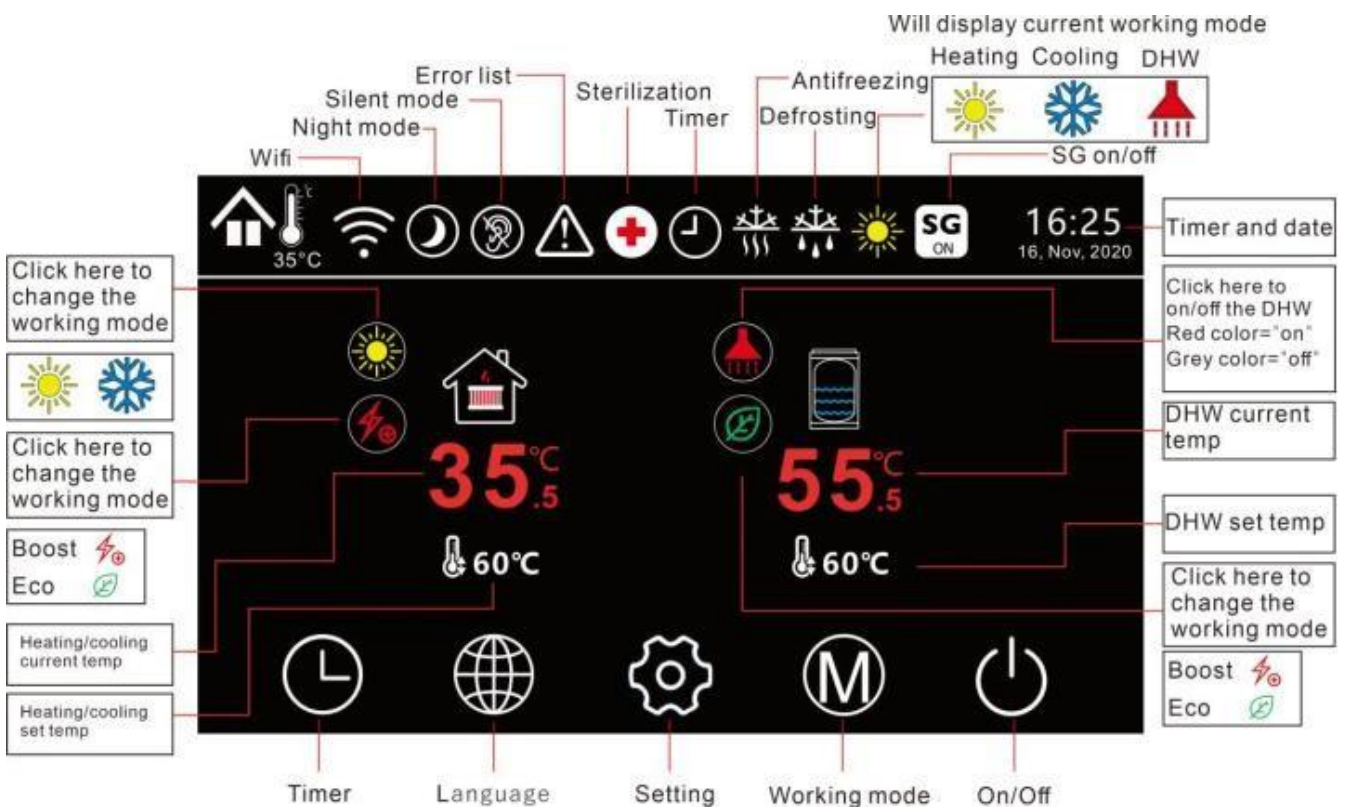 Will display current working mode
Heating Cooling DHW
Error list
Silent mode
Night mode
Wifi
Sterilization
Timer
Antifreezing
Defrosting
SG on/off
35°C
SG
ON
16:25
16, Nov, 2020
Timer and date
Click here to
change the
working mode
Click here to
change the
working mode
Boost
Eco
Heating/cooling
current temp
Heating/cooling
set temp
35.5°C
60°C
55.5°C
60°C
Click here to
on/off the DHW
Red color="on"
Grey color="off"
DHW current
temp
DHW set temp
Click here to
change the
working mode
Boost
Eco
M
Timer
Language
Setting
Working mode
On/Off